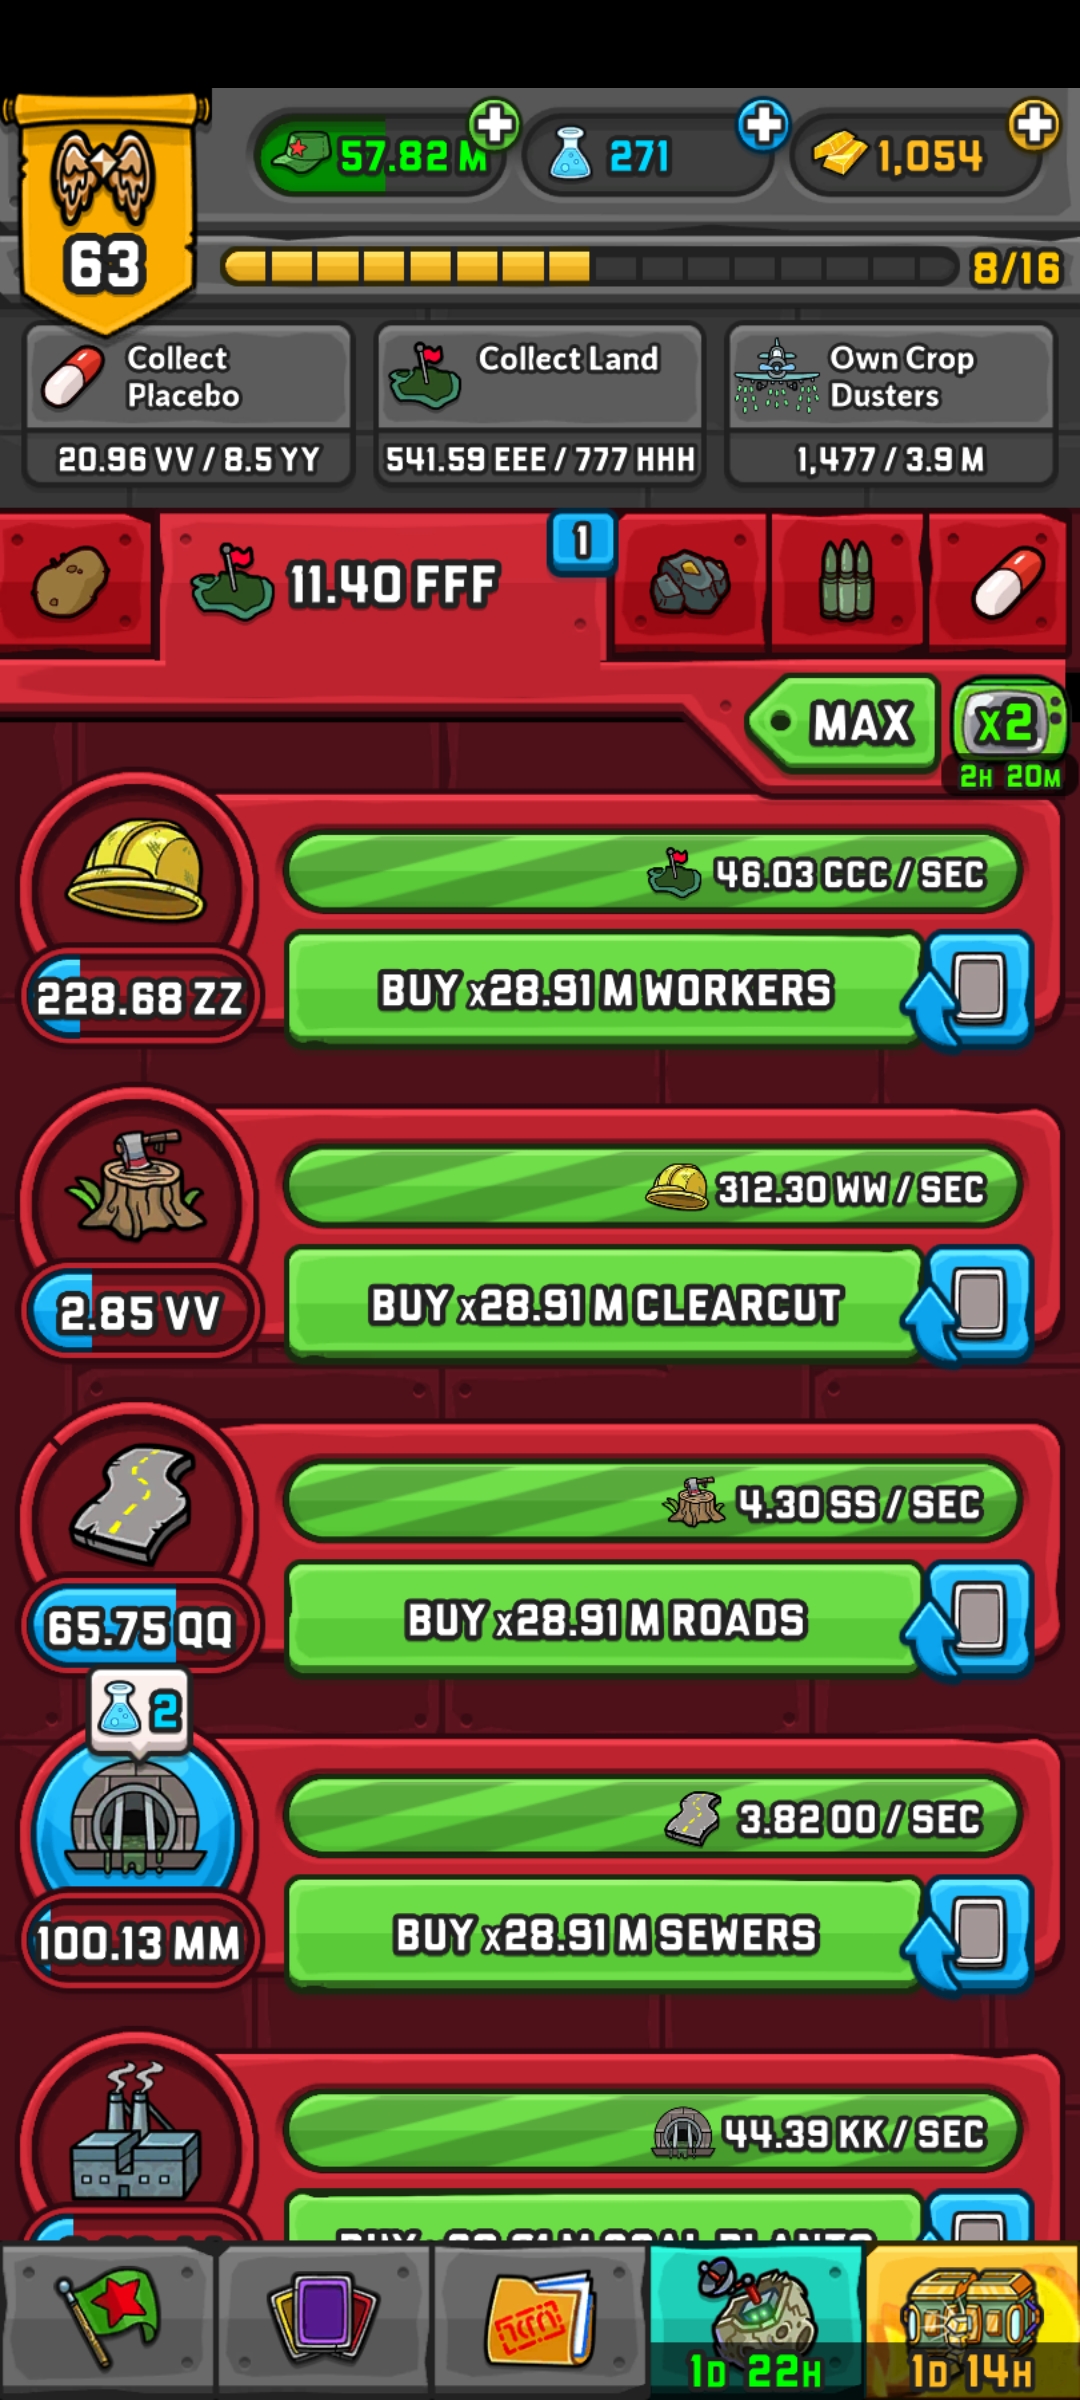 57.82 M
271
1,054
63
8/16
Collect
Placebo
20.96 VV / 8.5 YY
Collect Land
541.59 EEE / 777 HHH
Own Crop
Dusters
1,477 / 3.9 M
11.40 FFF
1
MAX
x2
2H 20M
46.03 CCC / SEC
228.68 ZZ
BUY x28.91 M WORKERS
312.30 WW / SEC
2.85 VV
BUY x28.91 M CLEARCUT
4.30 SS / SEC
65.75 QQ
BUY x28.91 M ROADS
2
3.82 OO / SEC
100.13 MM
BUY x28.91 M SEWERS
44.39 KK / SEC
1D 22H
1D 14H